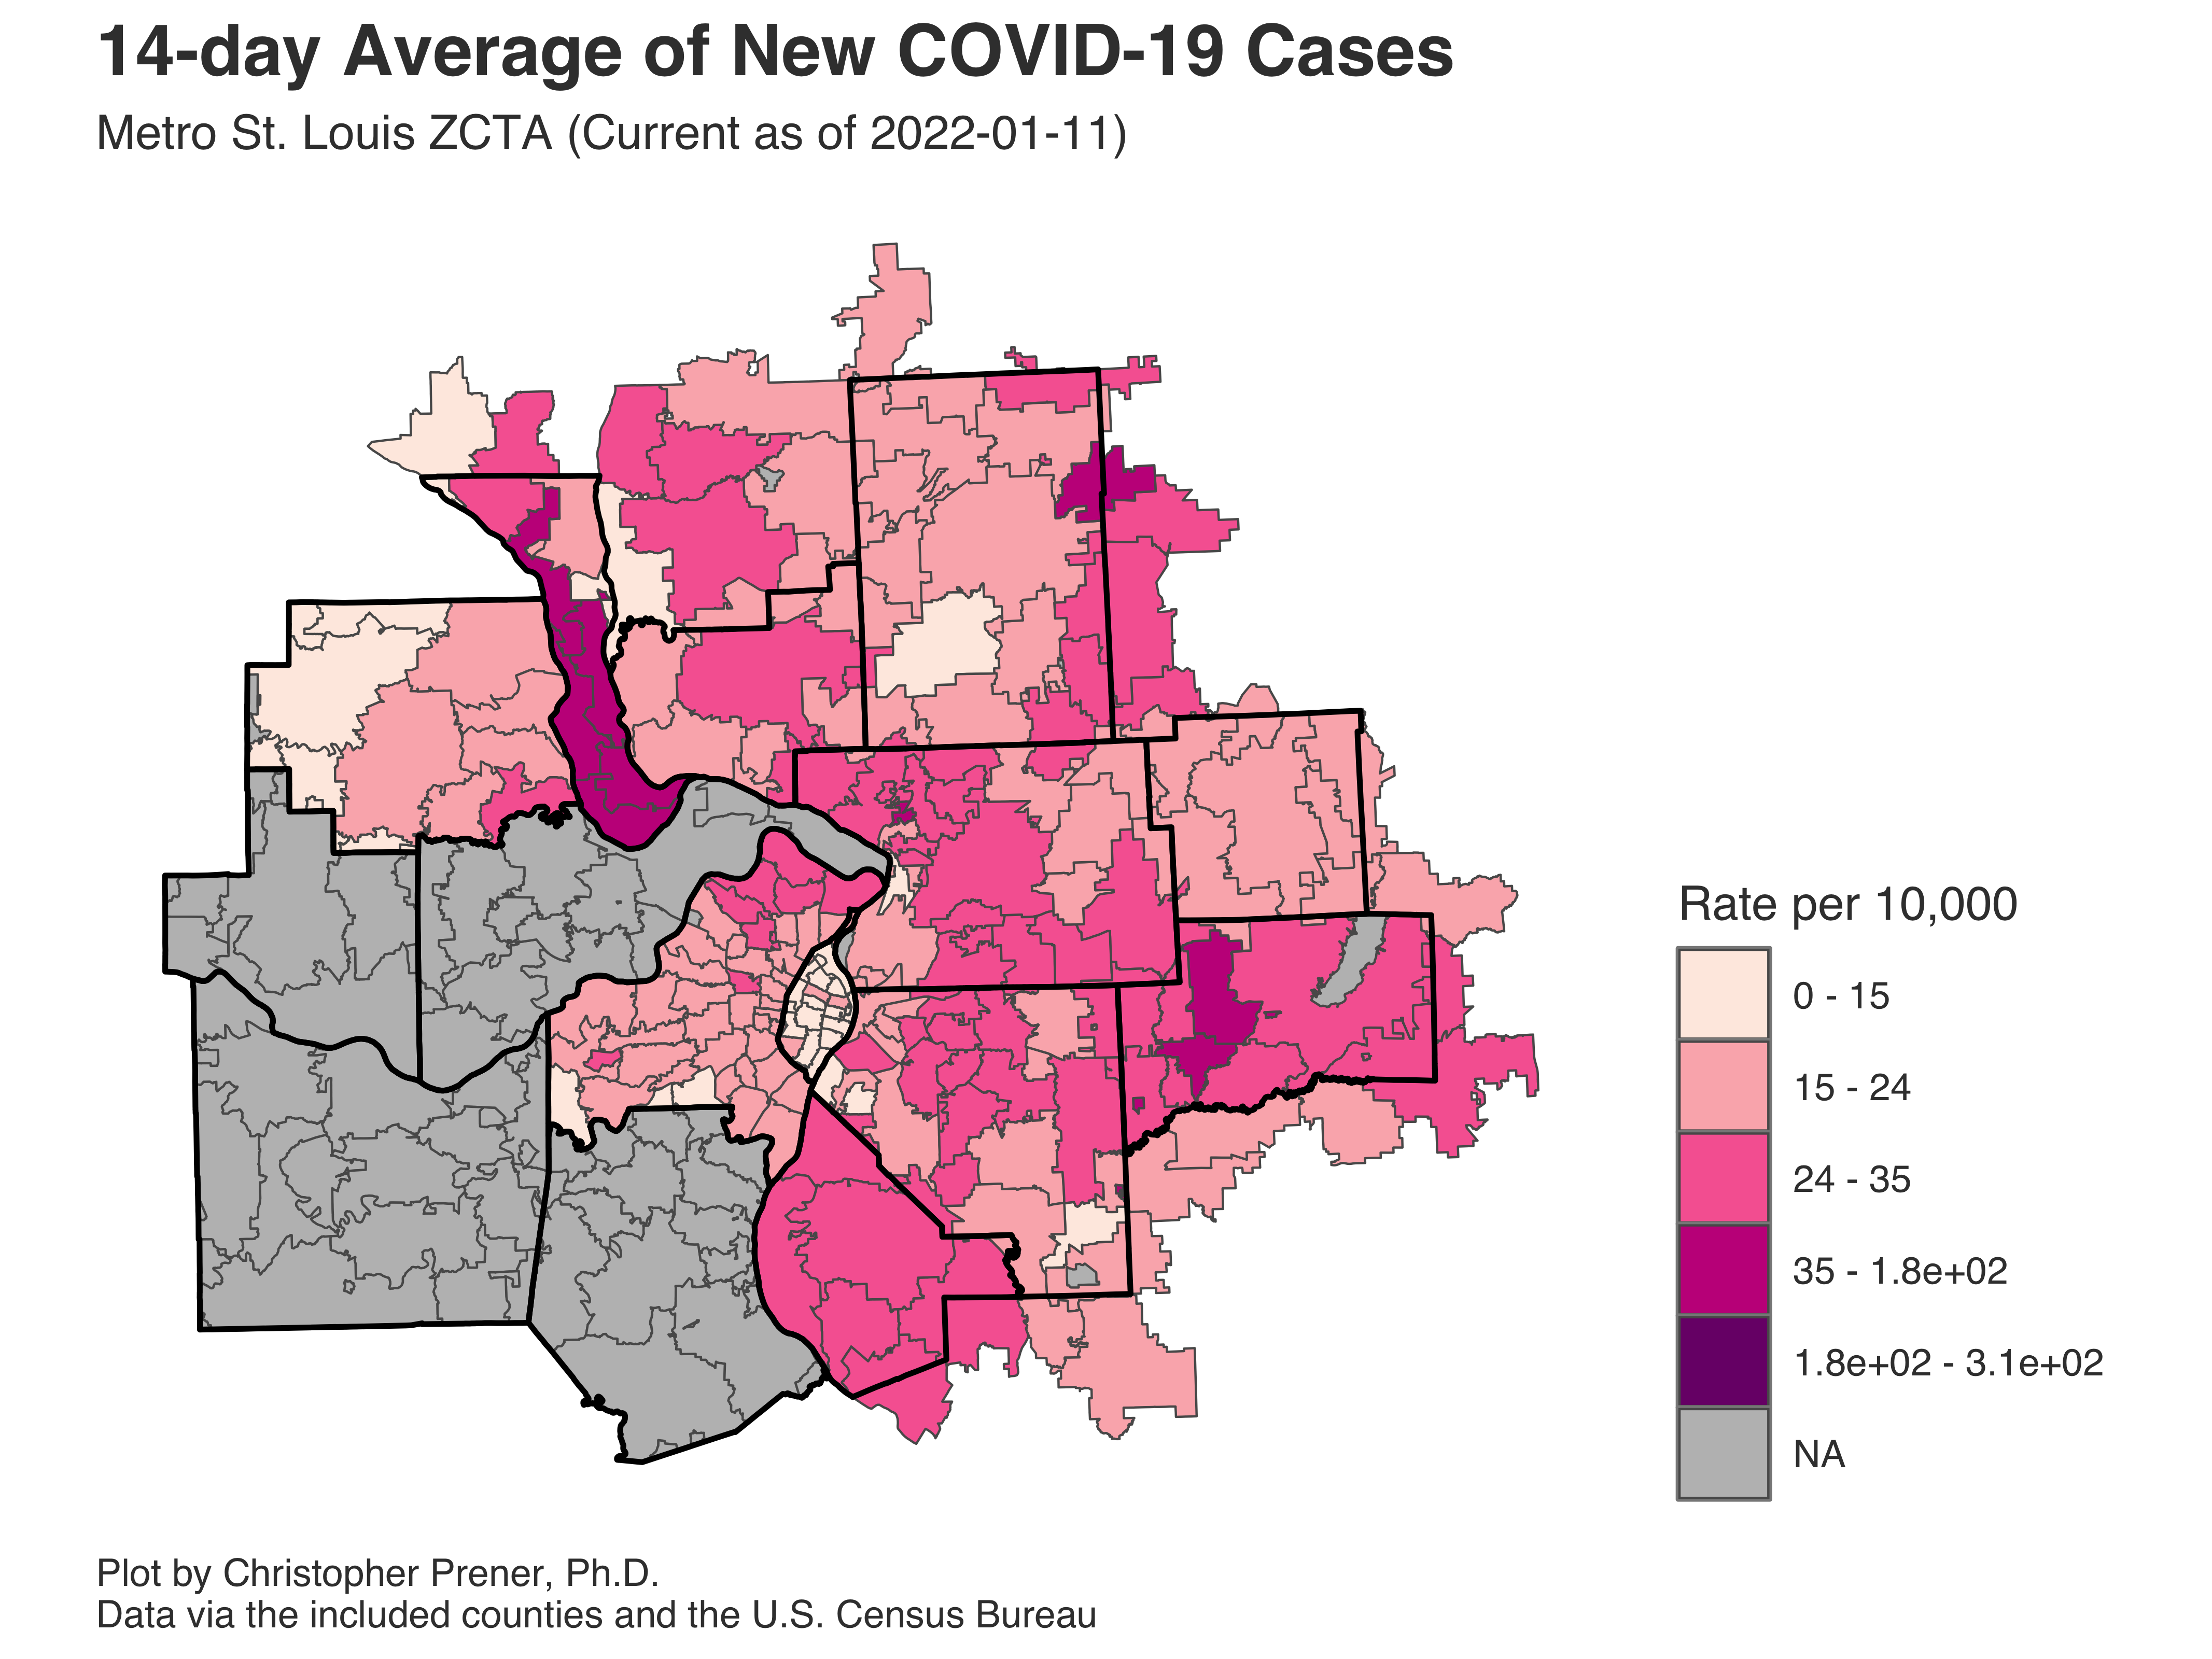 14-day Average of New COVID-19 Cases
Metro St. Louis ZCTA (Current as of 2022-01-11)
Rate per 10,000
0 - 15
15 - 24
24 - 35
35 - 1.8e+02
1.8e+02 - 3.1e+02
NA
Plot by Christopher Prener, Ph.D.
Data via the included counties and the U.S. Census Bureau